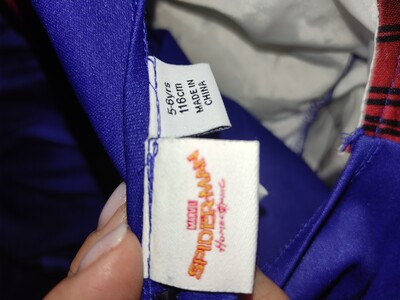 5-6yrs
116cm
MADE IN
CHINA
MARVEL
SPIDER-MAN
HOMECOMING